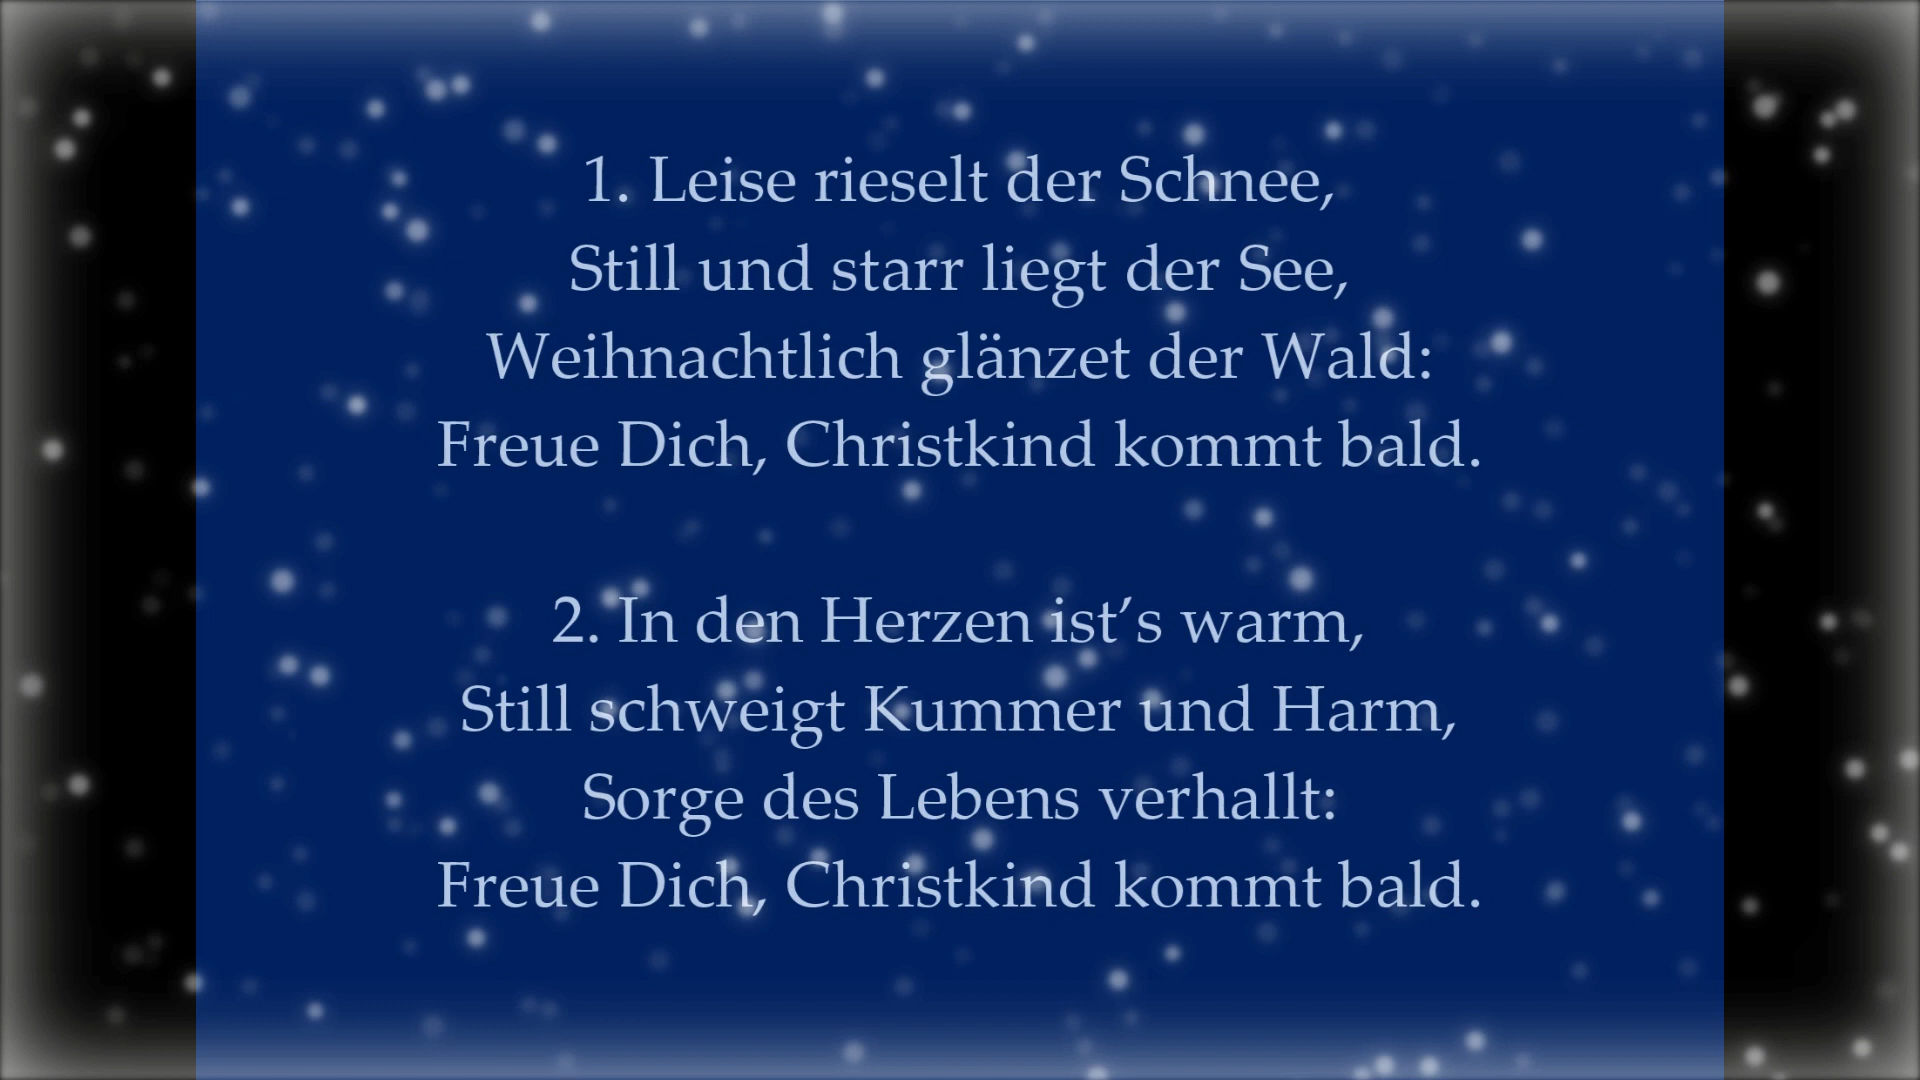 1. Leise rieselt der Schnee,
Still und starr liegt der See,
Weihnachtlich glänzet der Wald:
Freue Dich, Christkind kommt bald.
2. In den Herzen ist’s warm,
Still schweigt Kummer und Harm,
Sorge des Lebens verhallt:
Freue Dich, Christkind kommt bald.